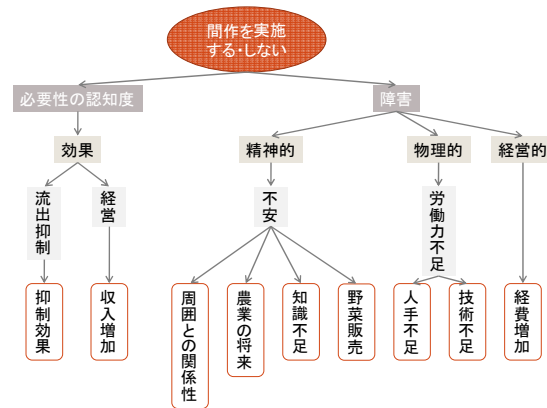 間作を実施
する・しない
必要性の認知度
障害
効果
精神的
物理的
経営的
流出抑制
経営
不安
労働力不足
抑制効果
収入増加
周囲との関係性
農業の将来
知識不足
野菜販売
人手不足
技術不足
経費増加